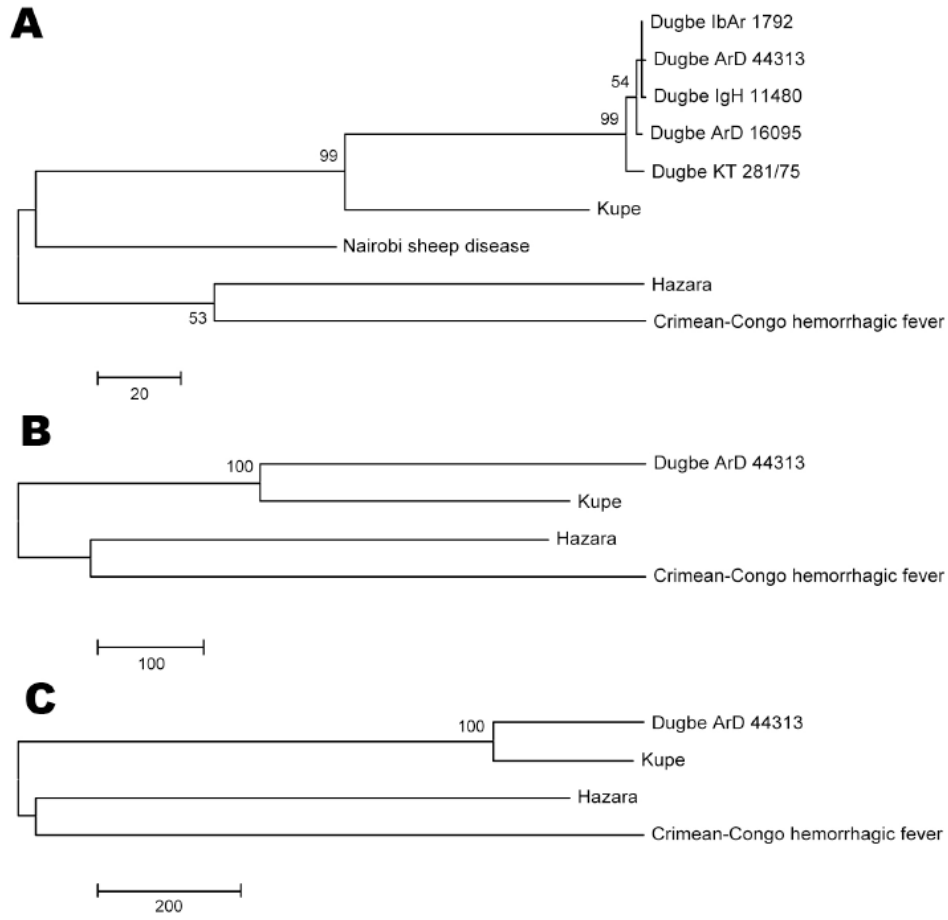 A
Dugbe IbAr 1792
Dugbe ArD 44313
54
Dugbe IgH 11480
99
Dugbe ArD 16095
99
Dugbe KT 281/75
Kupe
Nairobi sheep disease
Hazara
53
Crimean-Congo hemorrhagic fever
20
B
100
Dugbe ArD 44313
Kupe
Hazara
Crimean-Congo hemorrhagic fever
100
C
100
Dugbe ArD 44313
Kupe
Hazara
Crimean-Congo hemorrhagic fever
200